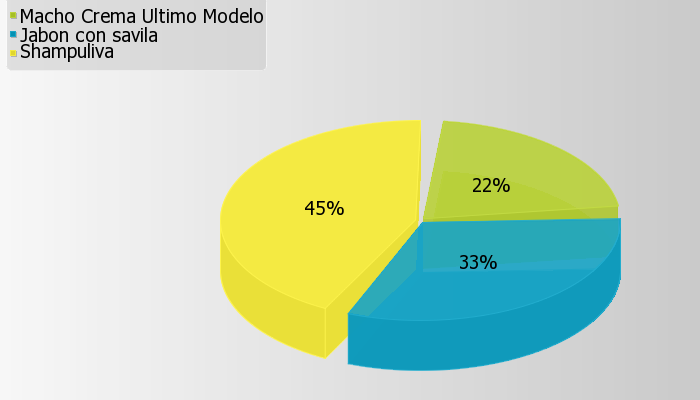 Macho Crema Ultimo Modelo
Jabon con savila
Shampuliva
22%
45%
33%